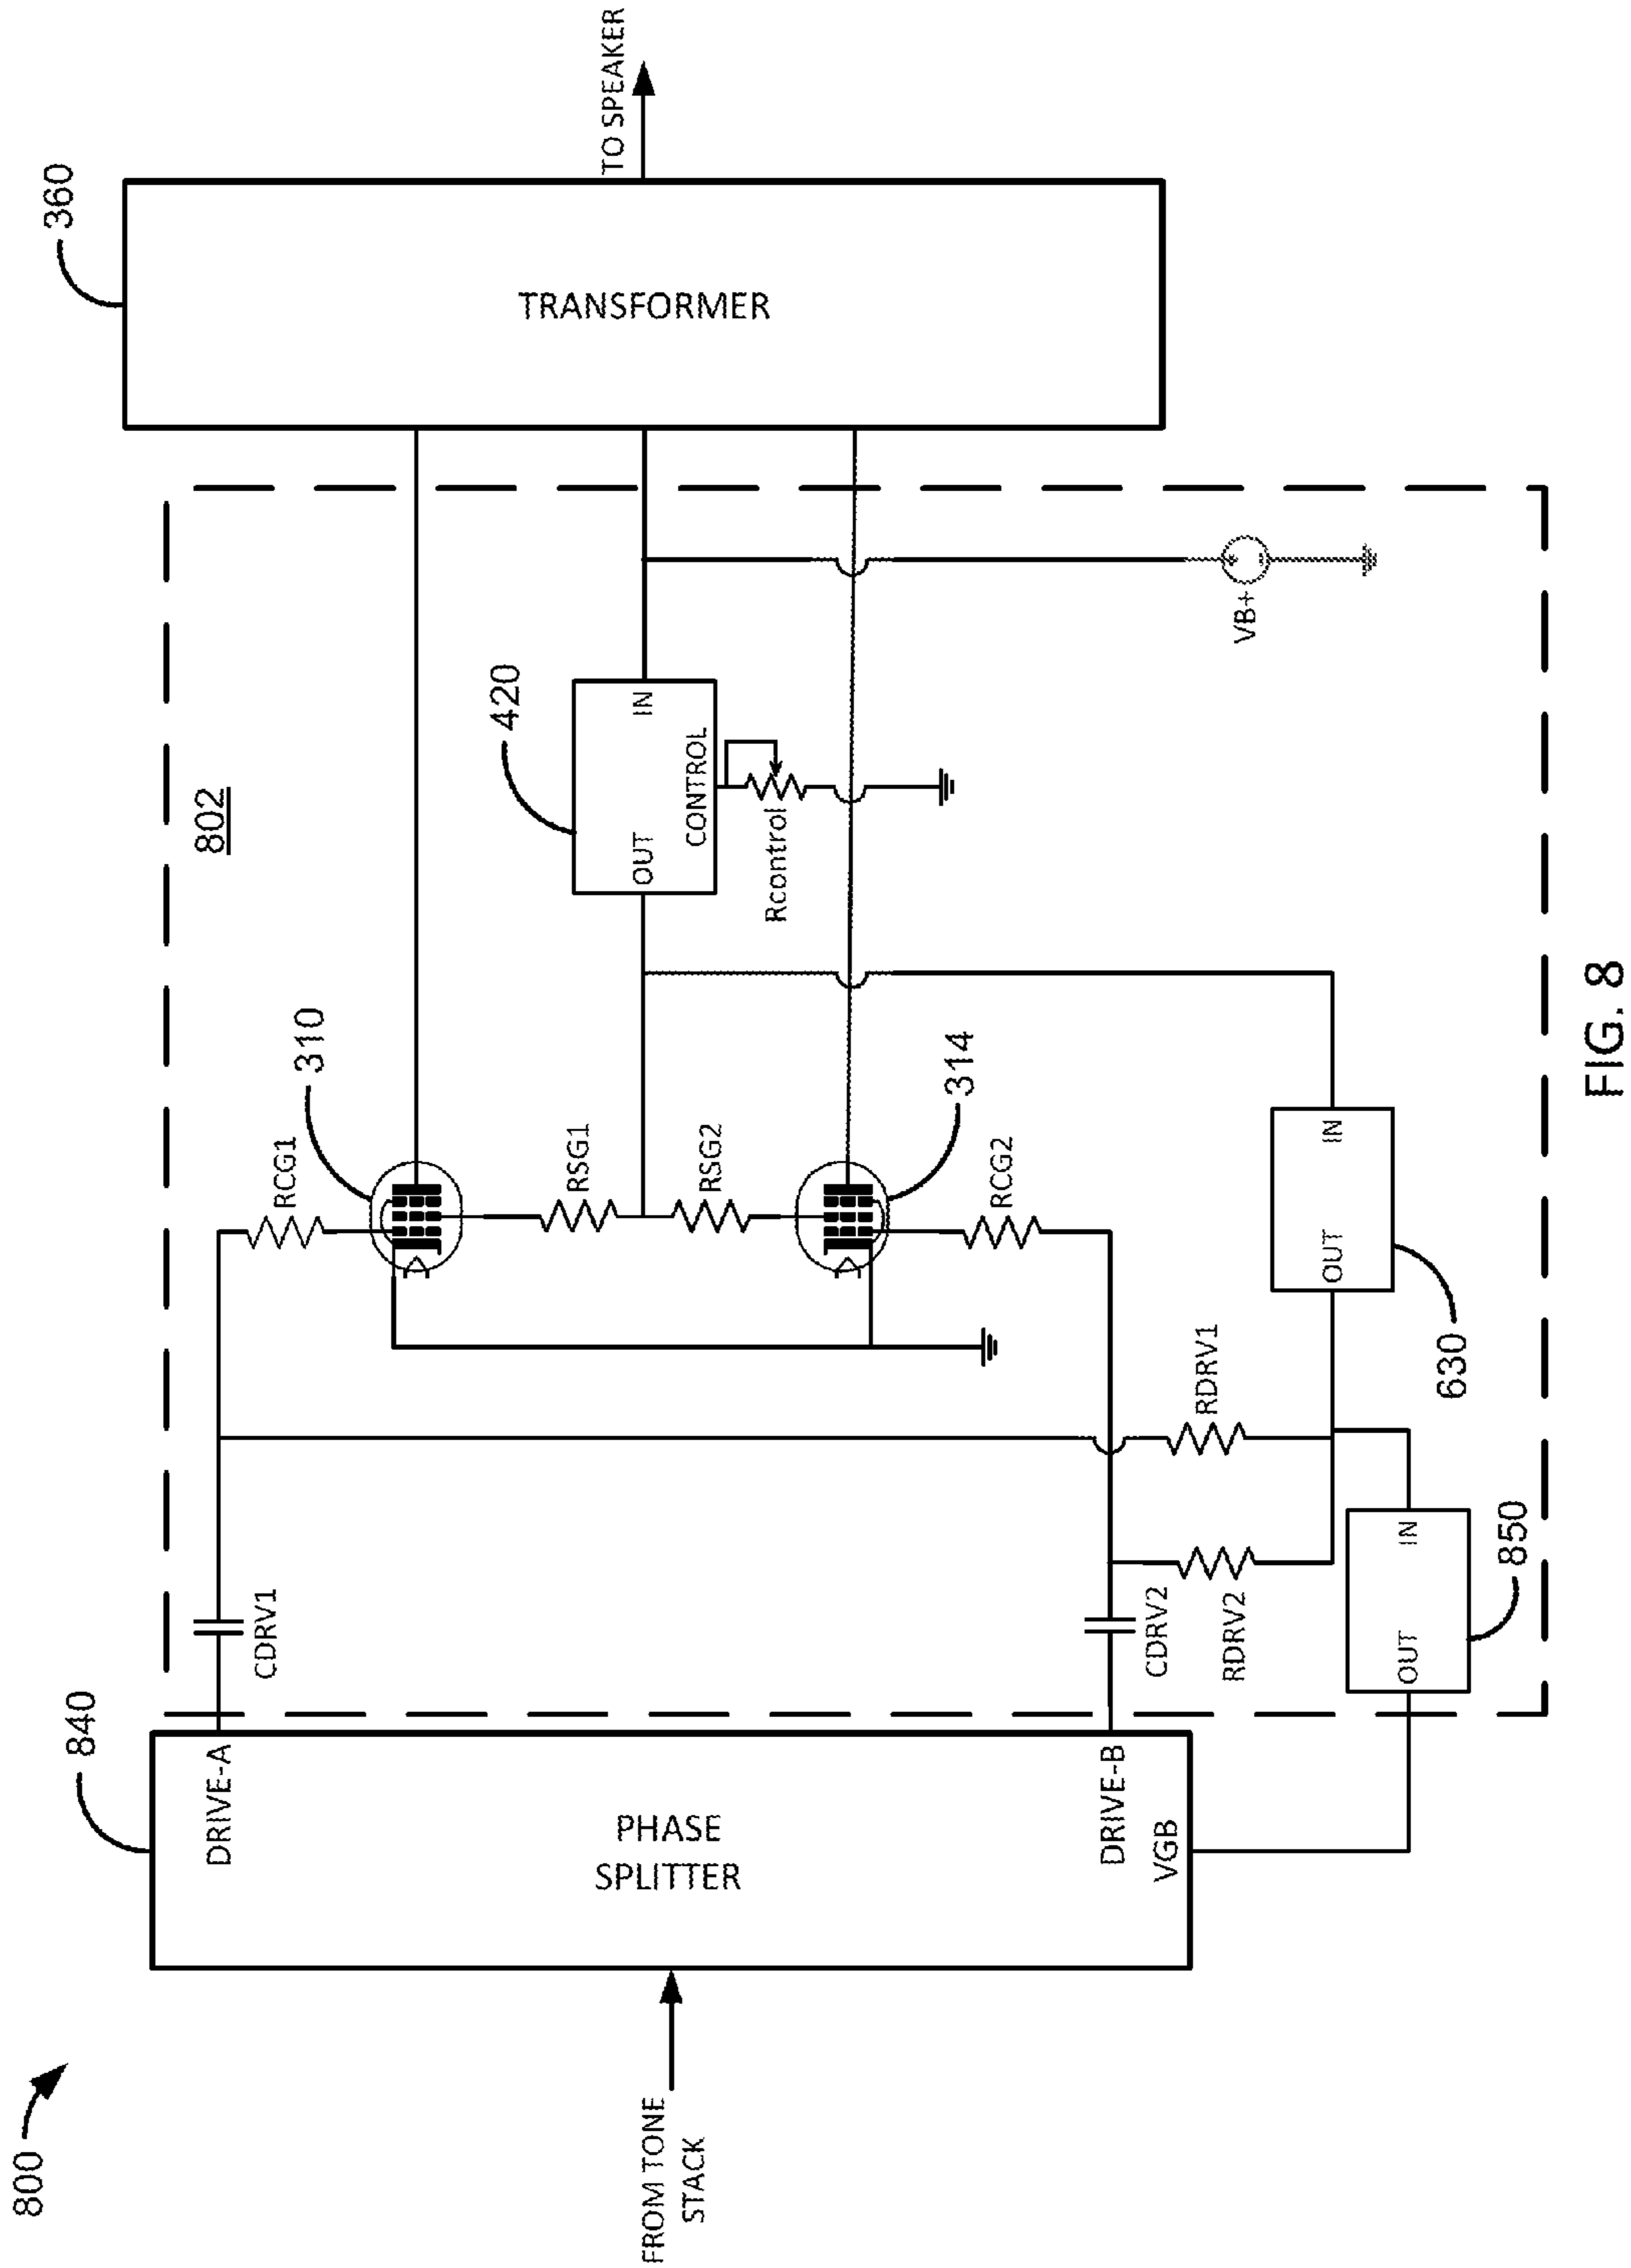 800
FROM TONE
STACK
840
PHASE
SPLITTER
DRIVE-A
DRIVE-B
VGB
802
CDRV1
CDRV2
RDRV2
RDRV1
850
OUT
IN
630
OUT
IN
RCG1
310
RSG1
RSG2
314
RCG2
420
OUT
IN
CONTROL
Rcontrol
VB+
360
TRANSFORMER
TO SPEAKER
FIG. 8